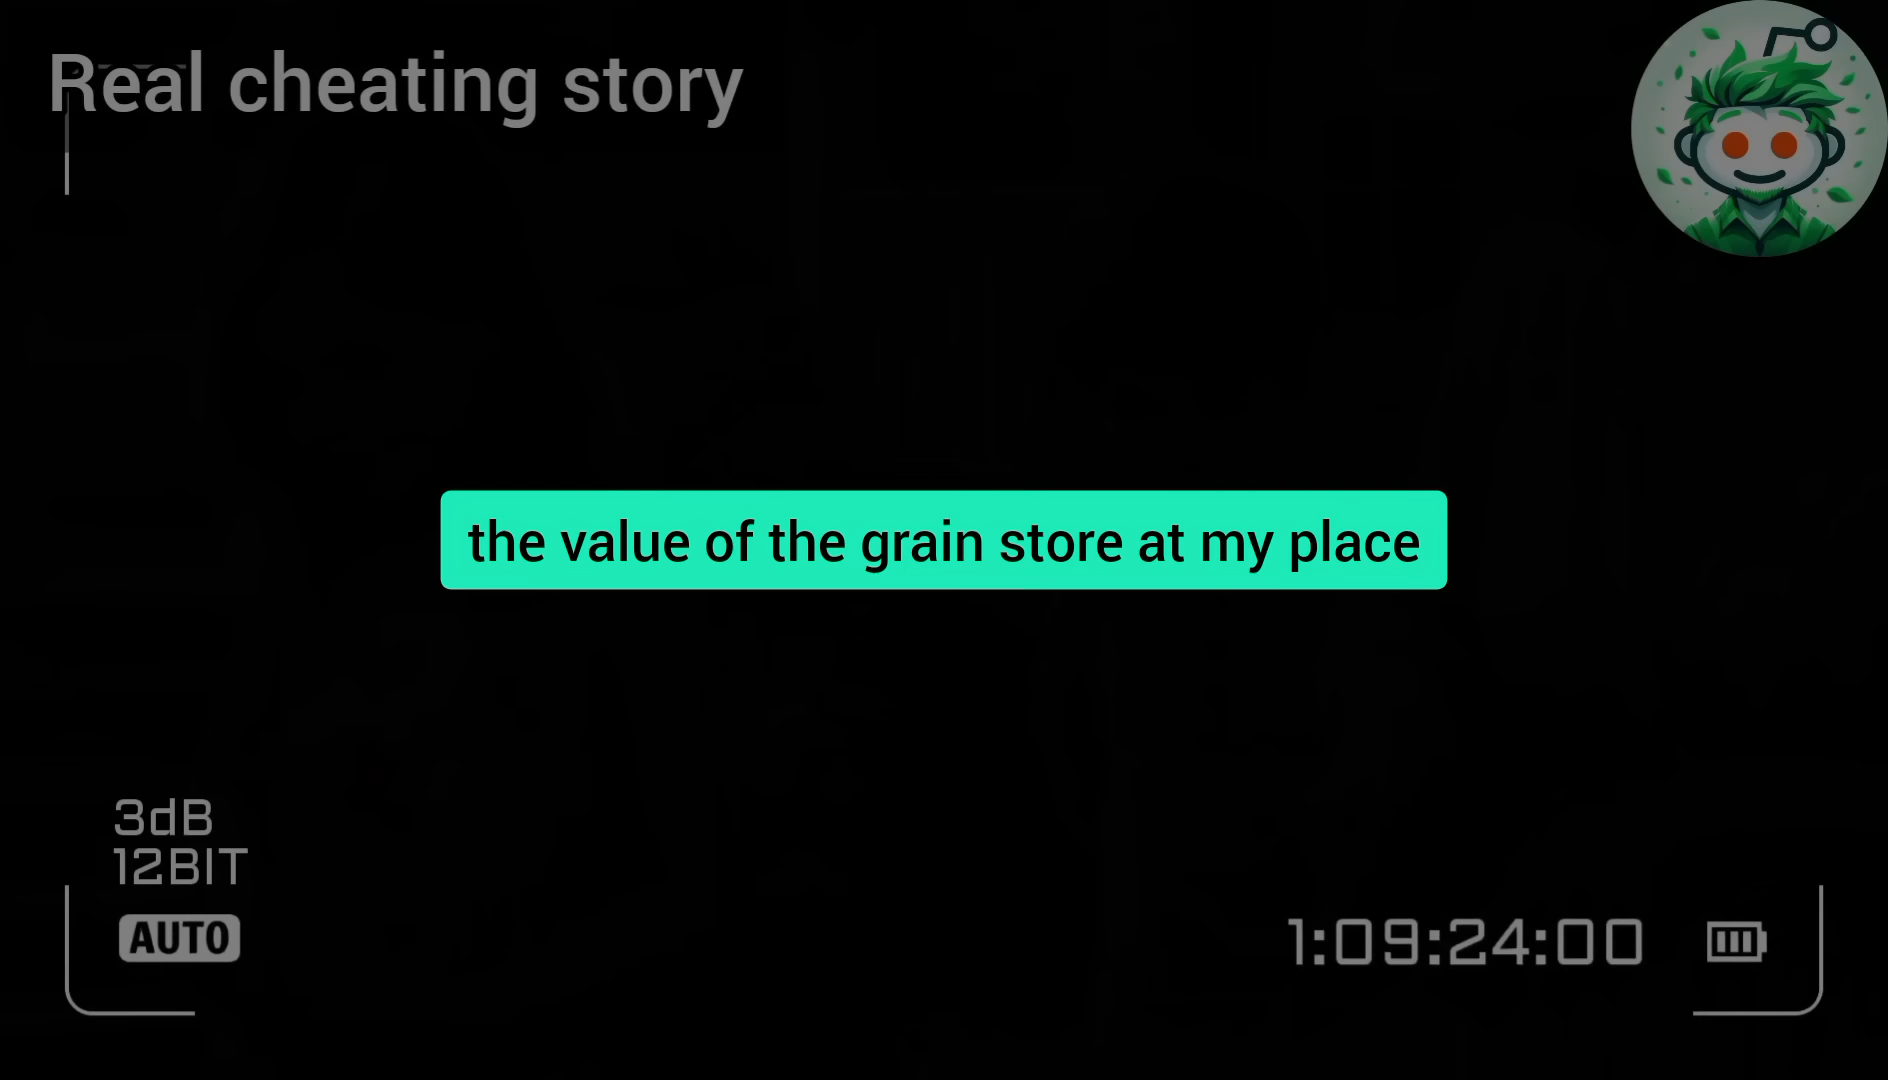 Real cheating story
the value of the grain store at my place
3dB
12BIT
AUTO
1:09:24:00